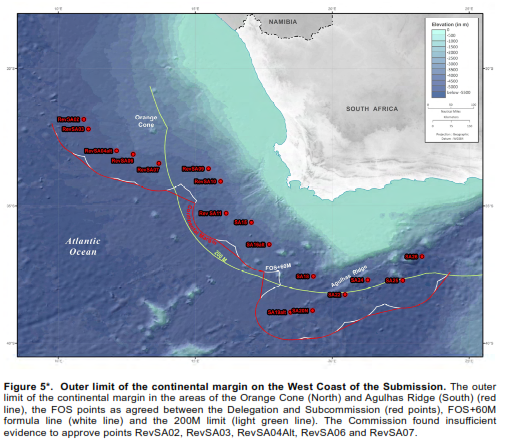 NAMIBIA
Elevation (in m)
SOUTH AFRICA
Orange
Cone
RevSA04Alt
RevSA07
Atlantic
Ocean
200 M
FOS+60M
Agulhas Ridge
Figure 5*. Outer limit of the continental margin on the West Coast of the Submission. The outer
limit of the continental margin in the areas of the Orange Cone (North) and Agulhas Ridge (South) (red
line), the FOS points as agreed between the Delegation and Subcommission (red points), FOS+60M
formula line (white line) and the 200M limit (light green line). The Commission found insufficient
evidence to approve points RevSA02, RevSA03, RevSA04Alt, RevSA06 and RevSA07.